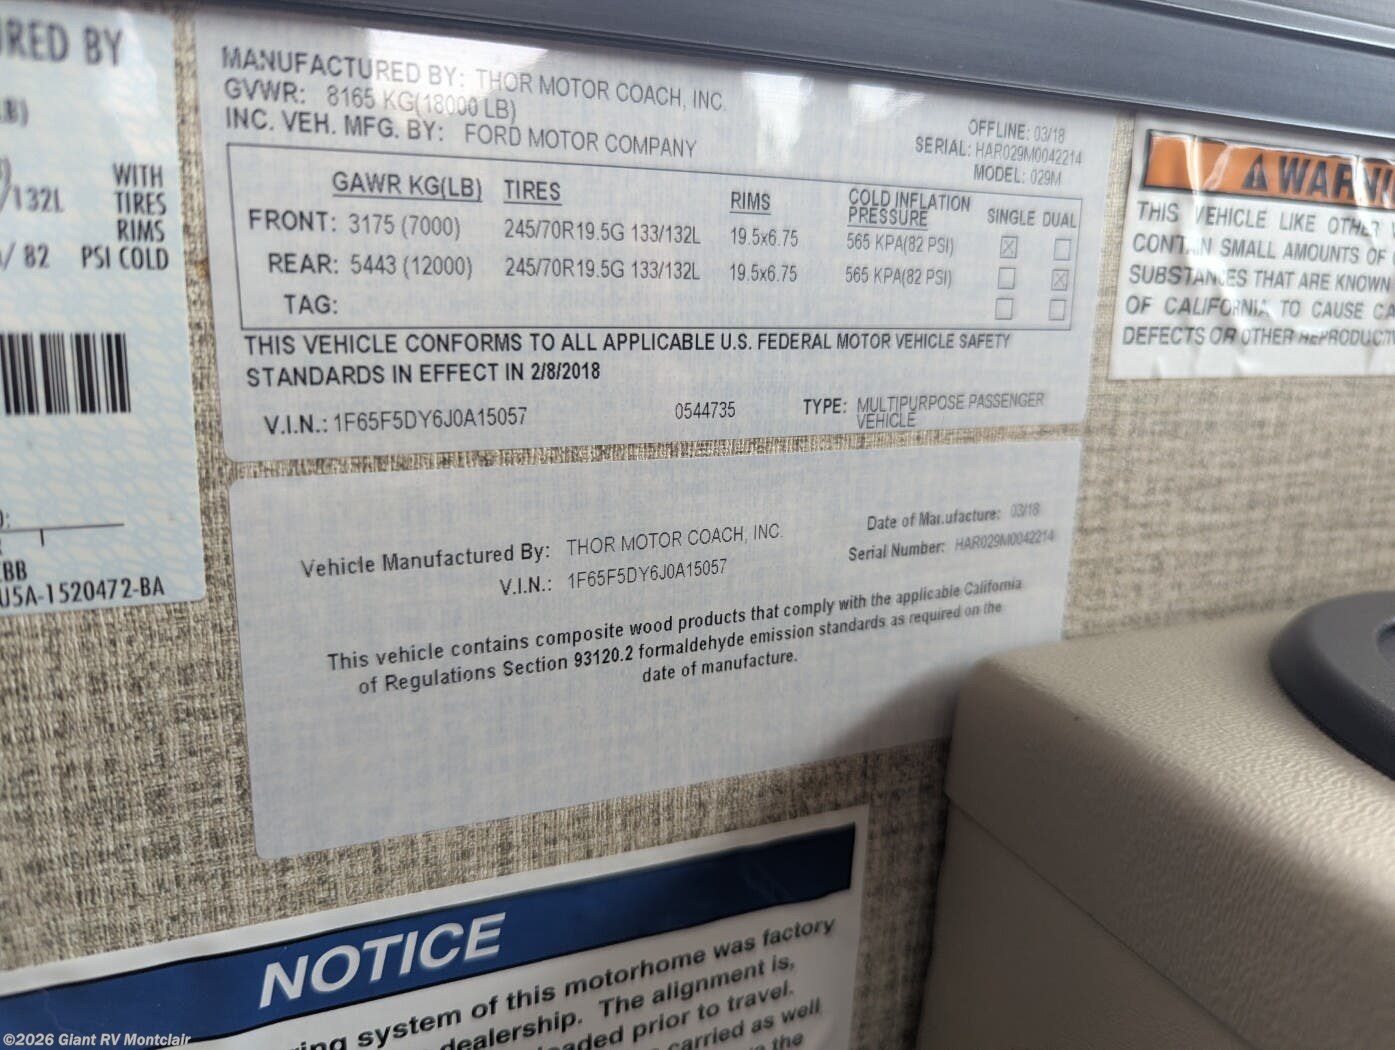 RED BY
.B)
132L
WITH
TIRES
RIMS
/ 82 PSI COLD
U5A-1520472-BA
MANUFACTURED BY: THOR MOTOR COACH, INC.
GVWR: 8165 KG(18000 LB)
INC. VEH. MFG. BY: FORD MOTOR COMPANY
OFFLINE: 03/18
SERIAL: HAR029M0042214
MODEL: 029M
GAWR KG(LB) TIRES RIMS COLD INFLATION PRESSURE SINGLE DUAL
FRONT: 3175 (7000) 245/70R19.5G 133/132L 19.5x6.75 565 KPA(82 PSI)
REAR: 5443 (12000) 245/70R19.5G 133/132L 19.5x6.75 565 KPA(82 PSI)
TAG:
THIS VEHICLE CONFORMS TO ALL APPLICABLE U.S. FEDERAL MOTOR VEHICLE SAFETY
STANDARDS IN EFFECT IN 2/8/2018
V.I.N.: 1F65F5DY6J0A15057 0544735 TYPE: MULTIPURPOSE PASSENGER
VEHICLE
WARNI
THIS VEHICLE LIKE OTHER
CONTAIN SMALL AMOUNTS OF
SUBSTANCES THAT ARE KNOWN
OF CALIFORNIA TO CAUSE CA
DEFECTS OR OTHER REPRODUCTI
Vehicle Manufactured By: THOR MOTOR COACH, INC.
V.I.N.: 1F65F5DY6J0A15057
Date of Manufacture: 03/18
Serial Number: HAR029M0042214
This vehicle contains composite wood products that comply with the applicable California
of Regulations Section 93120.2 formaldehyde emission standards as required on the
date of manufacture.
NOTICE
ring system of this motorhome was factory
dealership. The alignment is,
oaded prior to travel.
carried as well
the
©2026 Giant RV Montclair